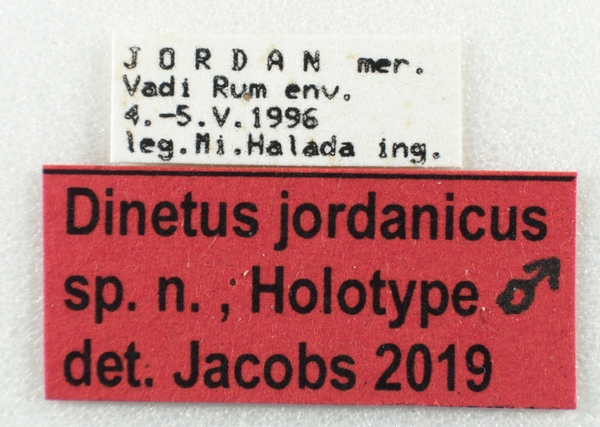 JORDAN mer.
Vadi Rum env.
4.-5.V.1996
leg.Mi.Halada ing.
Dinetus jordanicus
sp. n. , Holotype ♂
det. Jacobs 2019